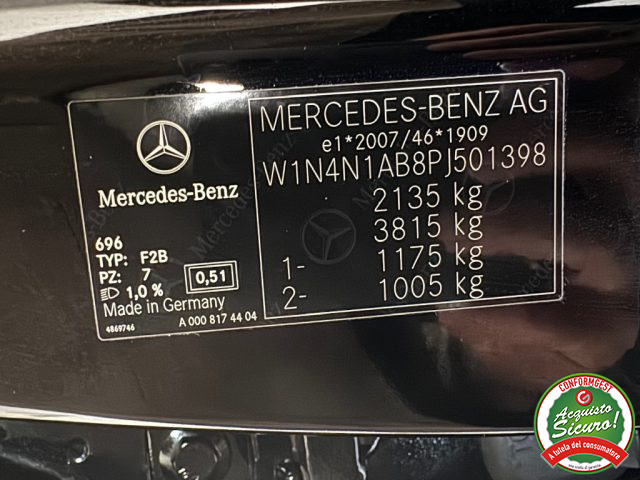 Mercedes-Benz
696
TYP: F2B
PZ: 7
0,51
1,0 %
Made in Germany
4869746
A 000 817 44 04
MERCEDES-BENZ AG
e1*2007/46*1909
W1N4N1AB8PJ501398
2135 kg
3815 kg
1- 1175 kg
2- 1005 kg
CONFORMGEST
Acquisto
Sicuro!
A tutela del consumatore